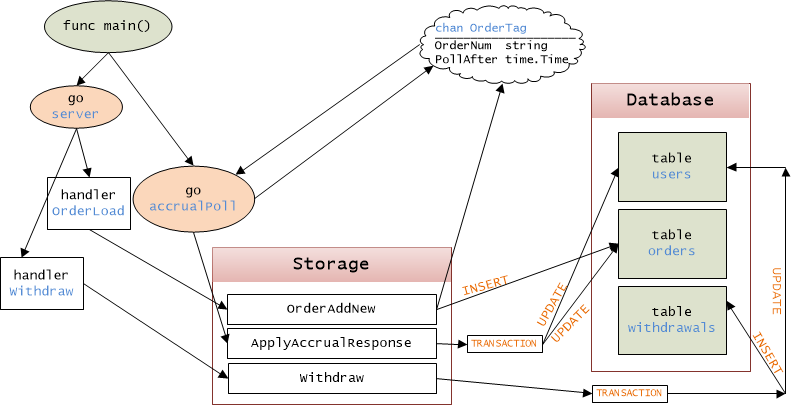 func main()
go
server
handler
OrderLoad
handler
Withdraw
go
accrualPoll
chan OrderTag
OrderNum string
PollAfter time.Time
Storage
OrderAddNew
ApplyAccrualResponse
Withdraw
INSERT
TRANSACTION
UPDATE
UPDATE
TRANSACTION
Database
table
users
table
orders
table
withdrawals
UPDATE
INSERT